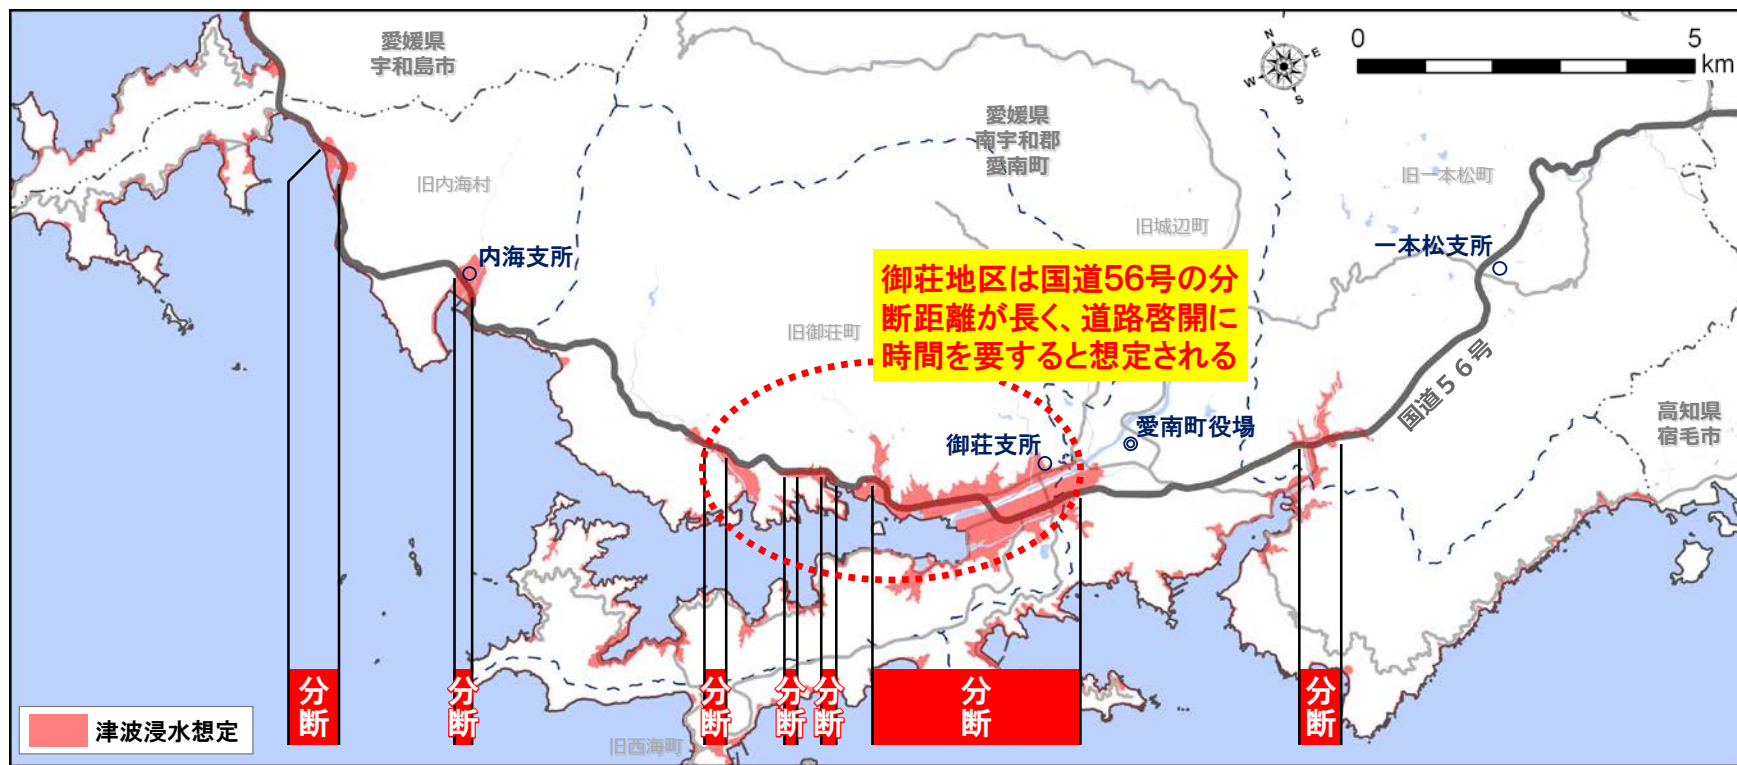 愛媛県
宇和島市
N
E
W
S
0
5
km
愛媛県
南宇和郡
愛南町
旧内海村
旧一本松町
旧城辺町
内海支所
一本松支所
御荘地区は国道56号の分
断距離が長く、道路啓開に
時間を要すると想定される
旧御荘町
国道56号
高知県
宿毛市
愛南町役場
御荘支所
分断
分断
分断
分断
分断
分断
分断
津波浸水想定
旧西海町